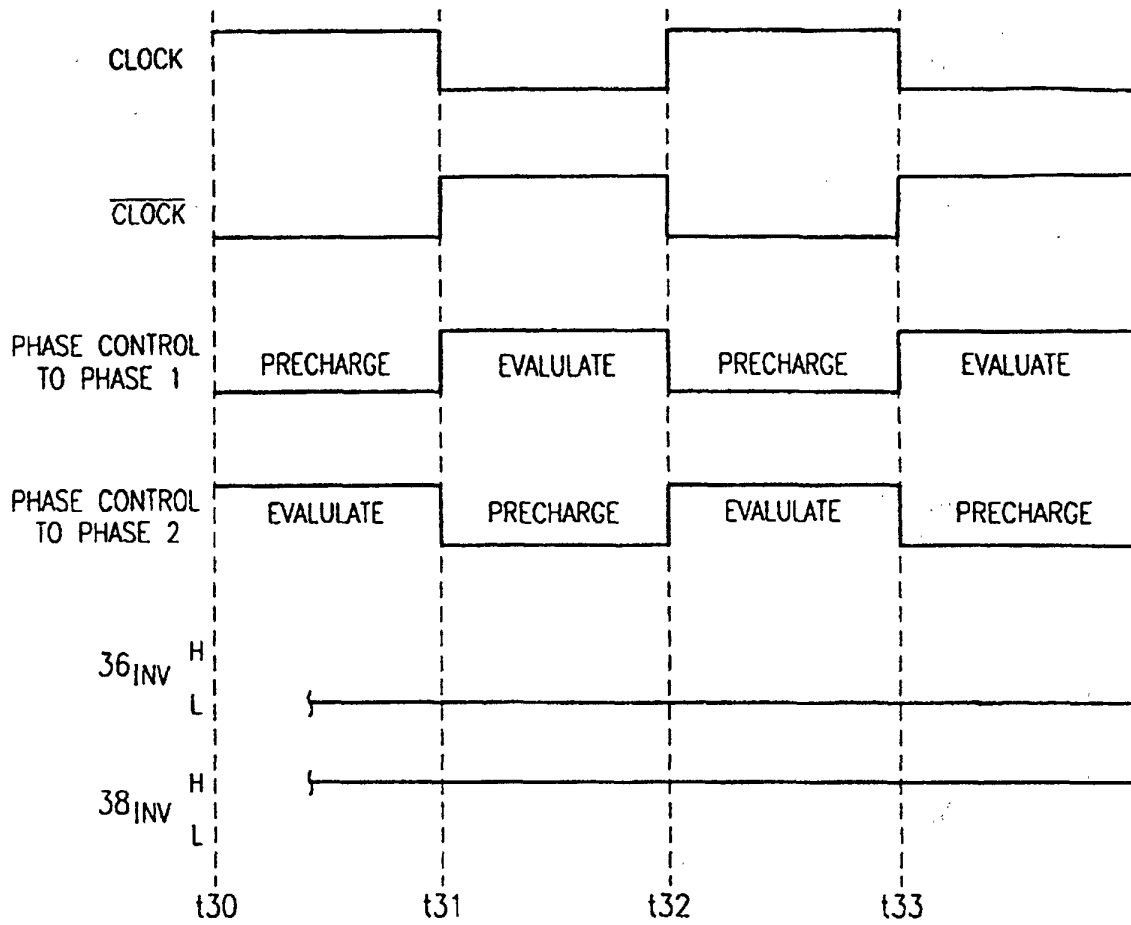 CLOCK
CLOCK
PHASE CONTROL
TO PHASE 1
PRECHARGE EVALULATE PRECHARGE EVALUATE
PHASE CONTROL
TO PHASE 2
EVALULATE PRECHARGE EVALULATE PRECHARGE
36INV H
L
38INV H
L
t30 t31 t32 t33